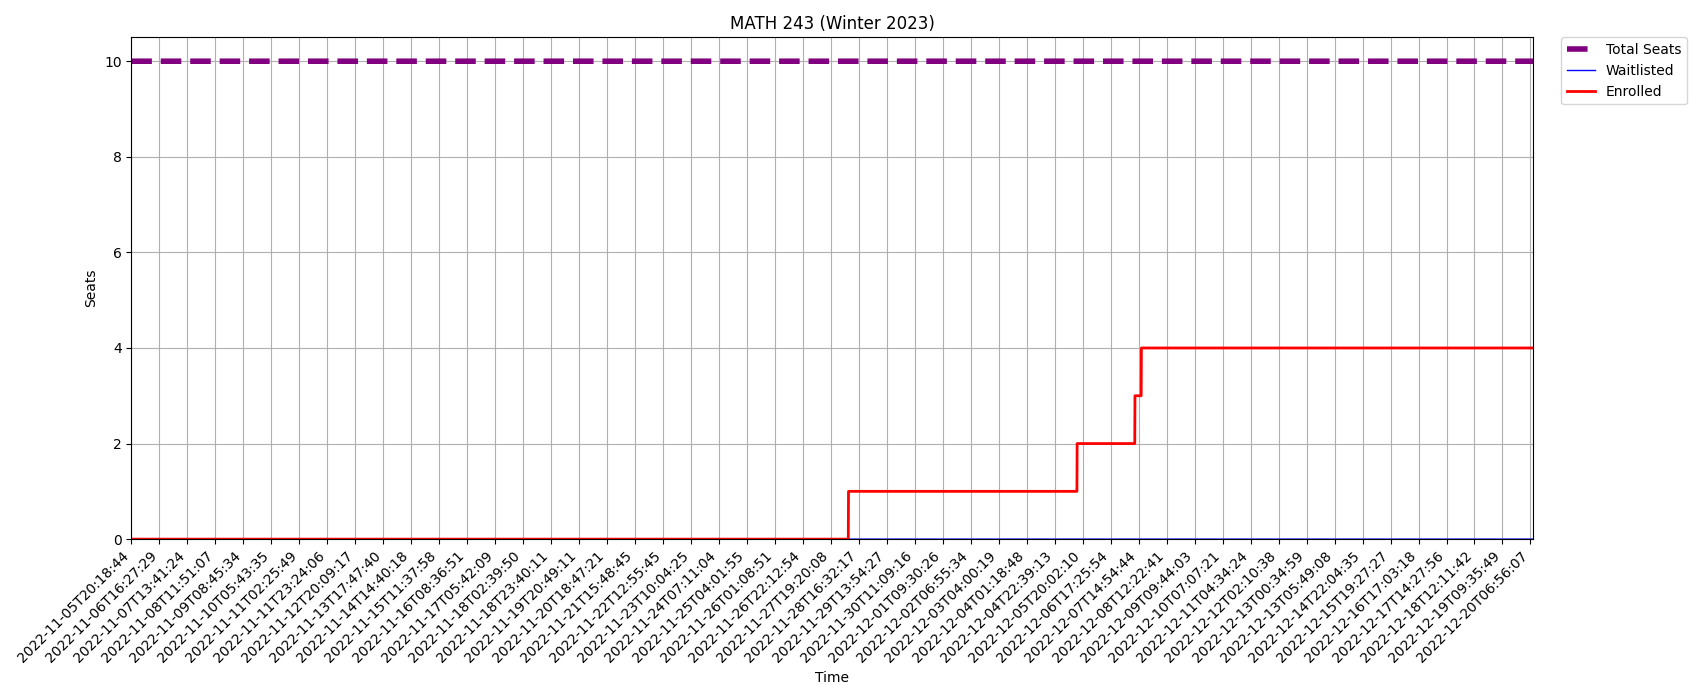 MATH 243 (Winter 2023)
Total Seats
Waitlisted
Enrolled
10
8
6
4
2
0
Seats
2022-11-05T20:18:44
2022-11-06T16:27:29
2022-11-07T13:41:24
2022-11-08T11:51:07
2022-11-09T08:45:34
2022-11-10T05:43:35
2022-11-11T02:25:49
2022-11-11T23:24:06
2022-11-12T20:09:17
2022-11-13T17:47:40
2022-11-14T14:40:18
2022-11-15T11:37:58
2022-11-16T08:36:51
2022-11-17T05:42:09
2022-11-18T02:39:50
2022-11-18T23:40:11
2022-11-19T20:49:11
2022-11-20T18:47:21
2022-11-21T15:48:45
2022-11-22T12:55:45
2022-11-23T10:04:25
2022-11-24T07:11:04
2022-11-25T04:01:55
2022-11-26T01:08:51
2022-11-26T22:12:54
2022-11-27T19:20:08
2022-11-28T16:32:17
2022-11-29T13:54:27
2022-11-30T11:09:16
2022-12-01T09:30:26
2022-12-02T06:55:34
2022-12-03T04:00:19
2022-12-04T01:18:48
2022-12-04T22:39:13
2022-12-05T20:02:10
2022-12-06T17:25:54
2022-12-07T14:54:44
2022-12-08T12:22:41
2022-12-09T09:44:03
2022-12-10T07:07:21
2022-12-11T04:34:24
2022-12-12T02:10:38
2022-12-13T00:34:59
2022-12-13T05:49:08
2022-12-14T22:04:35
2022-12-15T19:27:27
2022-12-16T17:03:18
2022-12-17T14:27:56
2022-12-18T12:11:42
2022-12-19T09:35:49
2022-12-20T06:56:07
Time